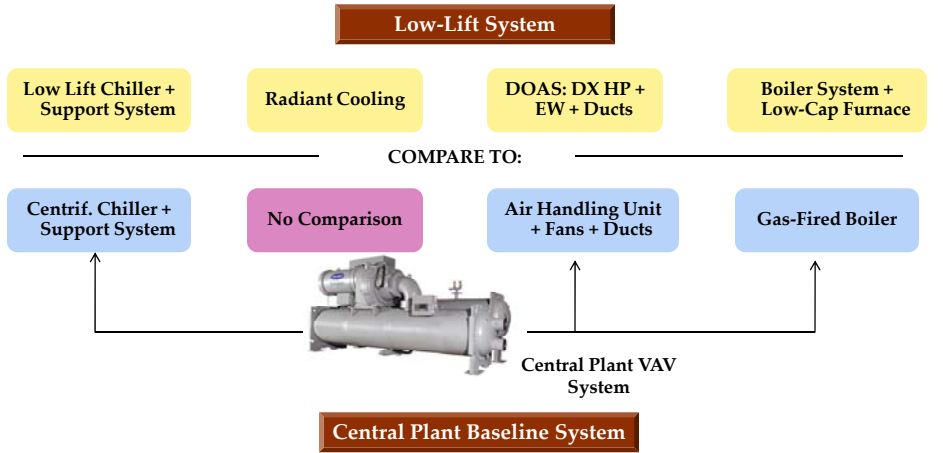 Low-Lift System
Low Lift Chiller +
Support System
Radiant Cooling
DOAS: DX HP +
EW + Ducts
Boiler System +
Low-Cap Furnace
COMPARE TO:
Centrif. Chiller +
Support System
No Comparison
Air Handling Unit
+ Fans + Ducts
Gas-Fired Boiler
Central Plant VAV
System
Central Plant Baseline System